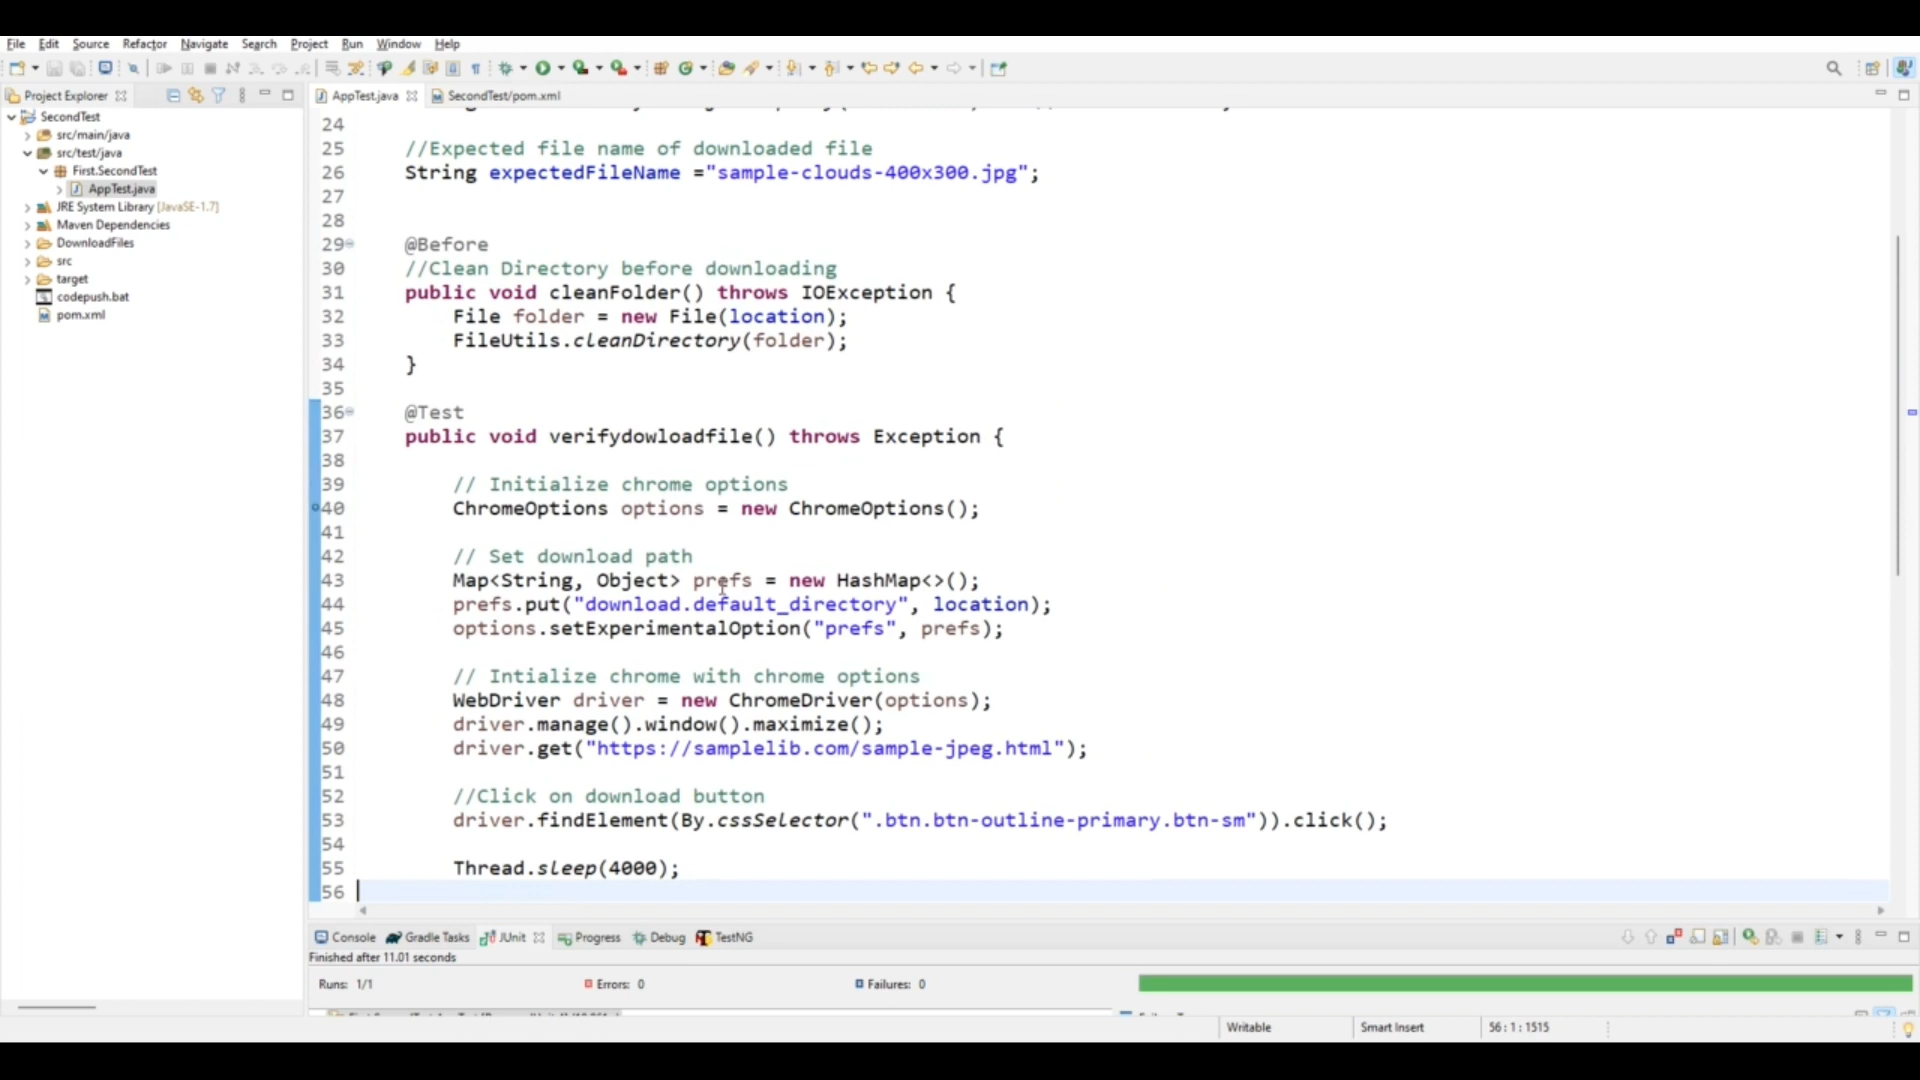 File Edit Source Refactor Navigate Search Project Run Window Help
Project Explorer
AppTest.java
SecondTest/pom.xml
SecondTest
src/main/java
src/test/java
First.SecondTest
AppTest.java
JRE System Library [JavaSE-1.7]
Maven Dependencies
DownloadFiles
src
target
codepush.bat
pom.xml
24
25 //Expected file name of downloaded file
26 String expectedFileName ="sample-clouds-400x300.jpg";
27
28
29 @Before
30 //Clean Directory before downloading
31 public void cleanFolder() throws IOException {
32 File folder = new File(location);
33 FileUtils.cleanDirectory(folder);
34 }
35
36 @Test
37 public void verifydowloadfile() throws Exception {
38
39 // Initialize chrome options
40 ChromeOptions options = new ChromeOptions();
41
42 // Set download path
43 Map<String, Object> prefs = new HashMap<>();
44 prefs.put("download.default_directory", location);
45 options.setExperimentalOption("prefs", prefs);
46
47 // Intialize chrome with chrome options
48 WebDriver driver = new ChromeDriver(options);
49 driver.manage().window().maximize();
50 driver.get("https://samplelib.com/sample-jpeg.html");
51
52 //Click on download button
53 driver.findElement(By.cssSelector(".btn.btn-outline-primary.btn-sm")).click();
54
55 Thread.sleep(4000);
56
Console Gradle Tasks JUnit Progress Debug TestNG
Finished after 11.01 seconds
Runs: 1/1 Errors: 0 Failures: 0
Writable Smart Insert 56 : 1 : 1515